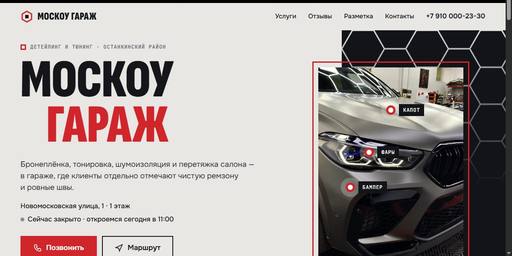 МОСКОУ ГАРАЖ
Услуги Отзывы Разметка Контакты +7 910 000-23-30
ДЕТЕЙЛИНГ И ТЮНИНГ · ОСТАНКИНСКИЙ РАЙОН
МОСКОУ
ГАРАЖ
КАПОТ
ФАРЫ
БАМПЕР
Бронеплёнка, тонировка, шумоизоляция и перетяжка салона —
в гараже, где клиенты отдельно отмечают чистую ремзону
и ровные швы.
Новомосковская улица, 1 · 1 этаж
Сейчас закрыто · откроемся сегодня в 11:00
Позвонить
Маршрут